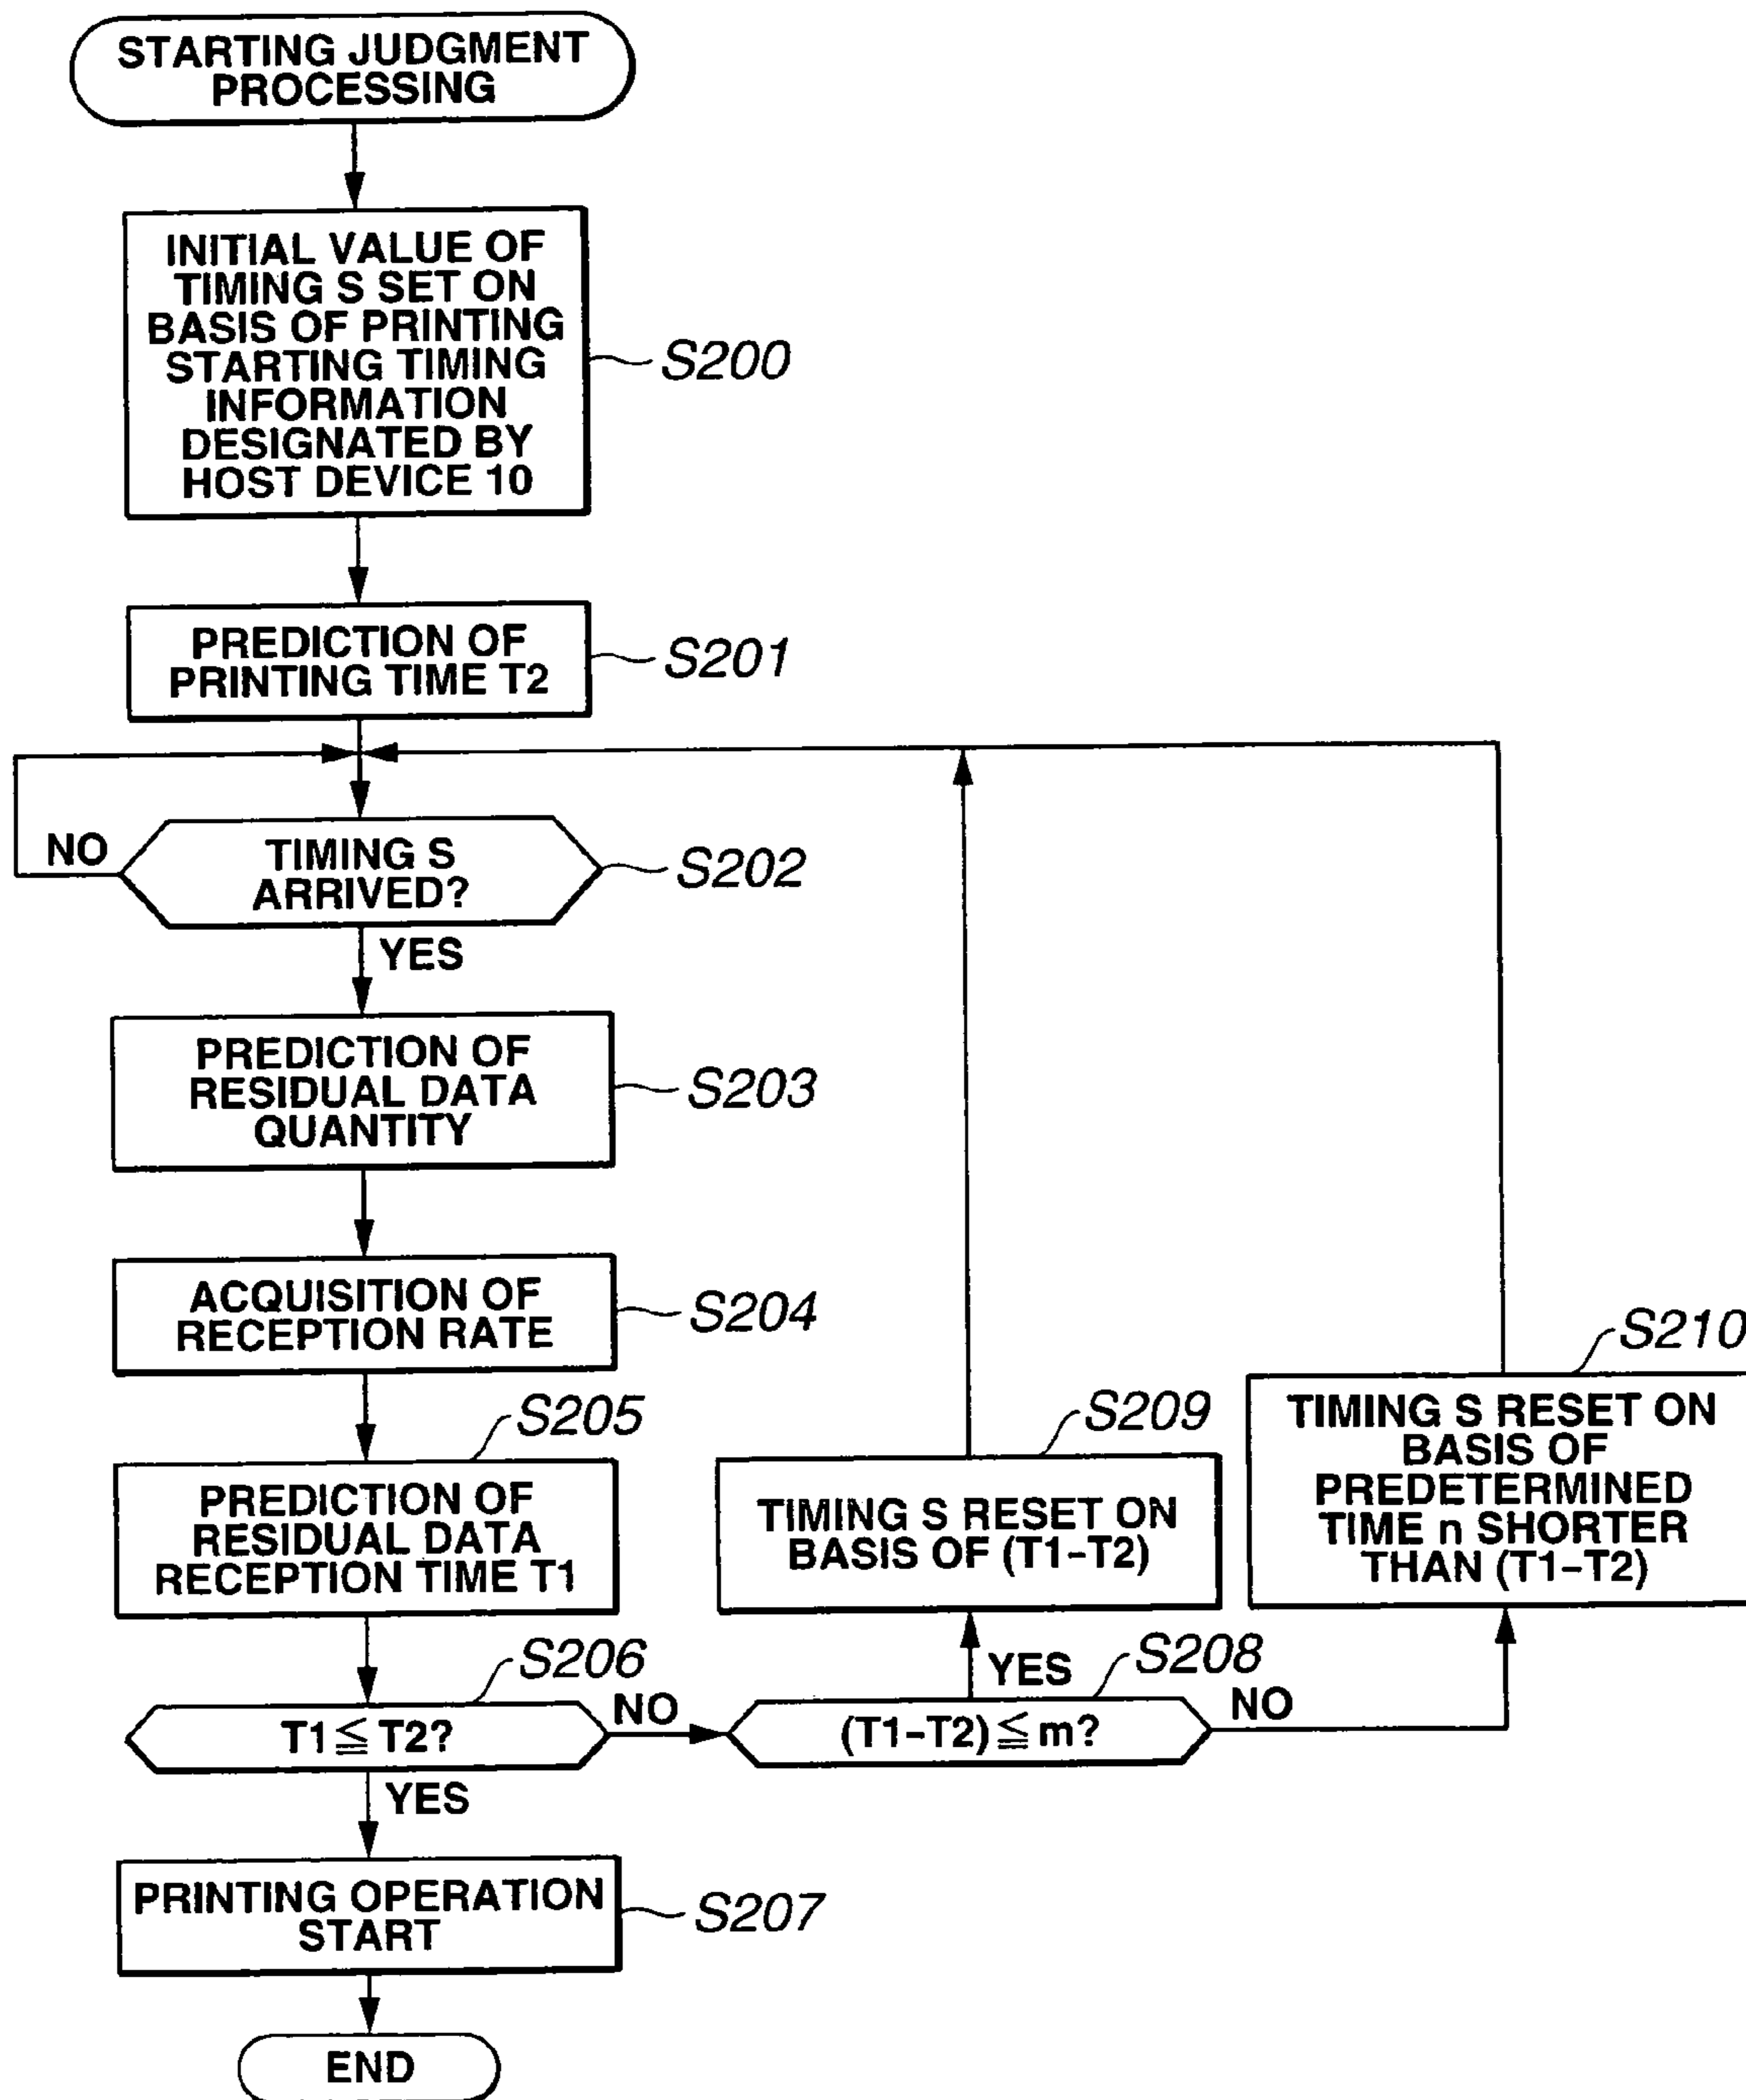 STARTING JUDGMENT
PROCESSING
INITIAL VALUE OF
TIMING S SET ON
BASIS OF PRINTING
STARTING TIMING
INFORMATION
DESIGNATED BY
HOST DEVICE 10
S200
PREDICTION OF
PRINTING TIME T2
S201
NO
TIMING S
ARRIVED?
S202
YES
PREDICTION OF
RESIDUAL DATA
QUANTITY
S203
ACQUISITION OF
RECEPTION RATE
S204
S205
PREDICTION OF
RESIDUAL DATA
RECEPTION TIME T1
S206
T1≦T2?
NO
YES
S208
(T1-T2)≦m?
YES
NO
S209
TIMING S RESET ON
BASIS OF (T1-T2)
S210
TIMING S RESET ON
BASIS OF
PREDETERMINED
TIME n SHORTER
THAN (T1-T2)
PRINTING OPERATION
START
S207
END